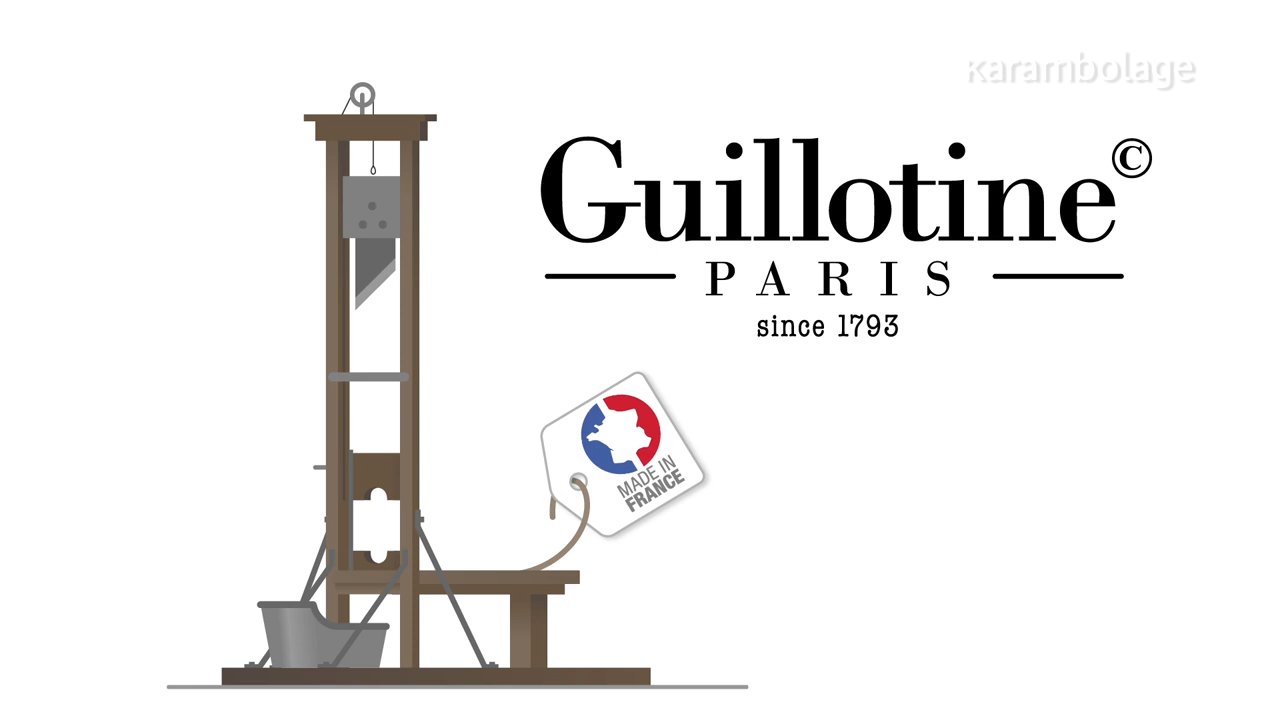 karambolage
Guillotine©
PARIS
since 1793
MADE IN
FRANCE